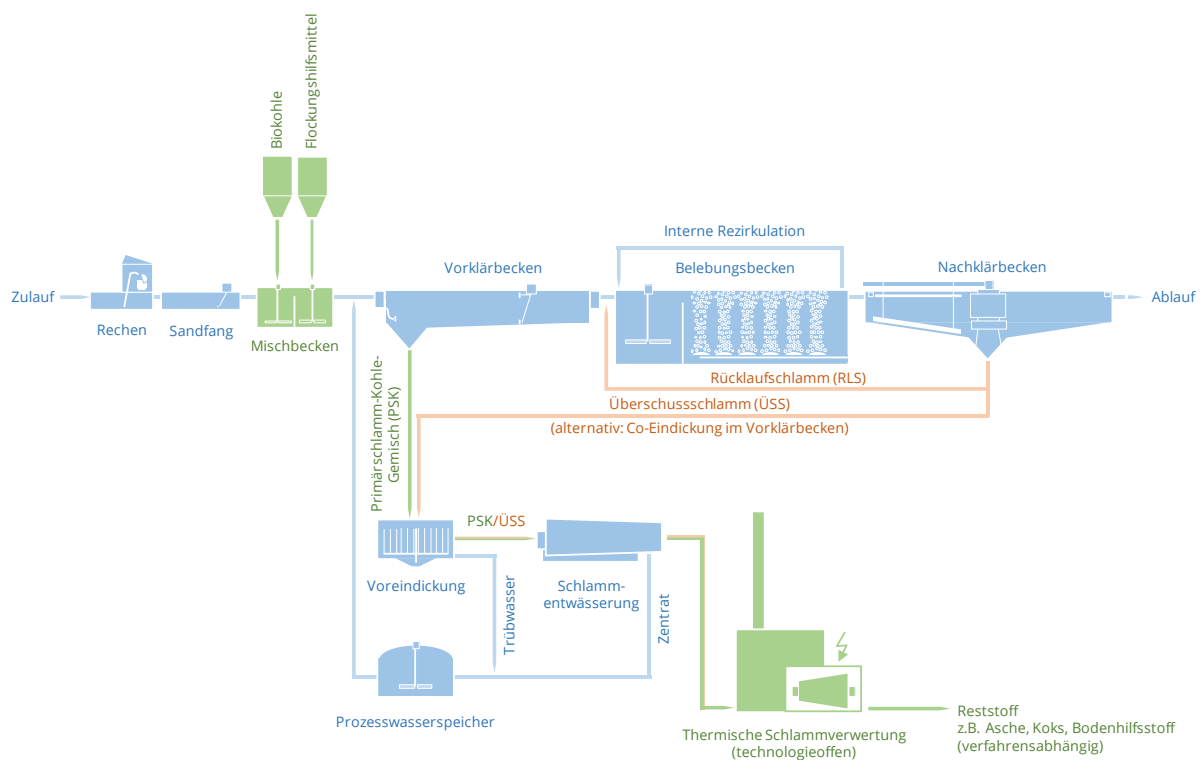 Biokohle
Flockungshilfsmittel
Interne Rezirkulation
Vorklärbecken
Belebungsbecken
Nachklärbecken
Zulauf
Ablauf
Rechen
Sandfang
Mischbecken
Rücklaufschlamm (RLS)
Überschussschlamm (ÜSS)
(alternativ: Co-Eindickung im Vorklärbecken)
Primärschlamm-Kohle-
Gemisch (PSK)
PSK/ÜSS
Voreindickung
Schlamm-
entwässerung
Trübwasser
Zentrat
Prozesswasserspeicher
Thermische Schlammverwertung
(technologieoffen)
Reststoff
z.B. Asche, Koks, Bodenhilfsstoff
(verfahrensabhängig)